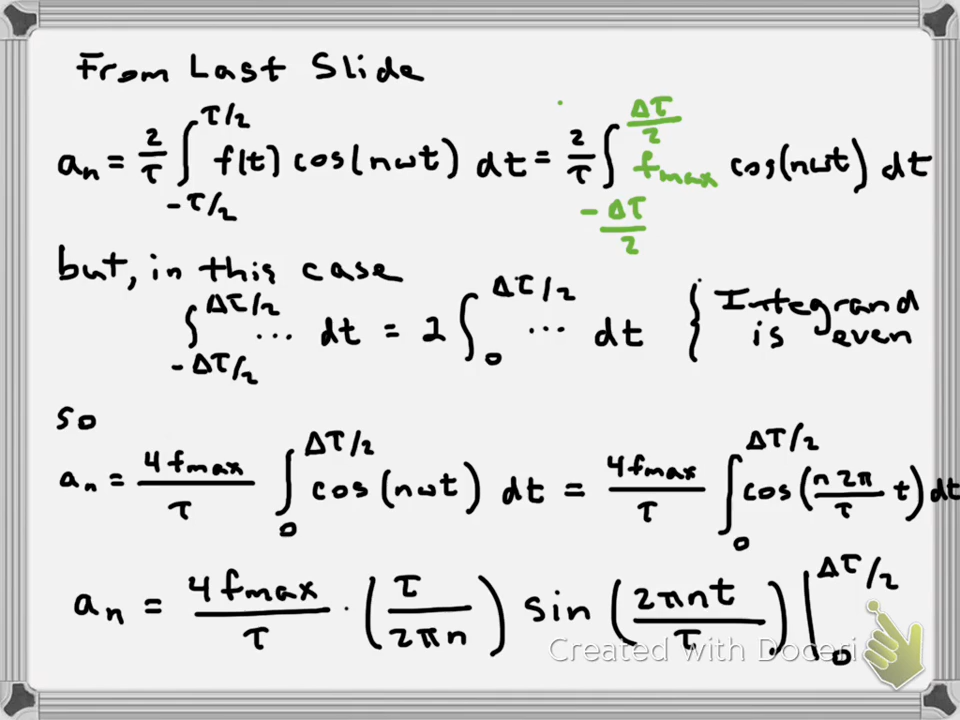 From Last Slide
aₙ = 2/τ ∫_{-τ/2}^{τ/2} f(t) cos(nωt) dt = 2/τ ∫_{-Δτ/2}^{Δτ/2} f_max cos(nωt) dt
but, in this case
∫_{-Δτ/2}^{Δτ/2} ... dt = 2 ∫_0^{Δτ/2} ... dt { Integrand is even
so
aₙ = 4f_max/τ ∫_0^{Δτ/2} cos(nωt) dt = 4f_max/τ ∫_0^{Δτ/2} cos(n2π/τ t) dt
aₙ = 4f_max/τ · (τ/2πn) sin(2πnt/τ) |_0^{Δτ/2}
Created with Doceri